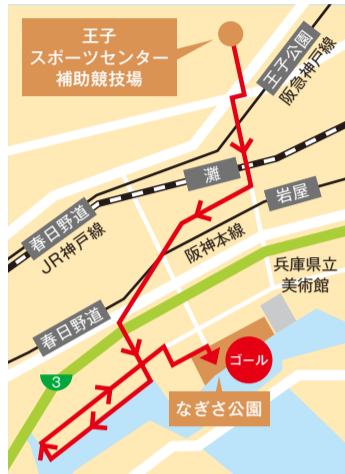 王子
スポーツセンター
補助競技場
王子公園
阪急神戸線
灘
岩屋
春日野道
JR神戸線
阪神本線
兵庫県立
美術館
春日野道
ゴール
3
なぎさ公園